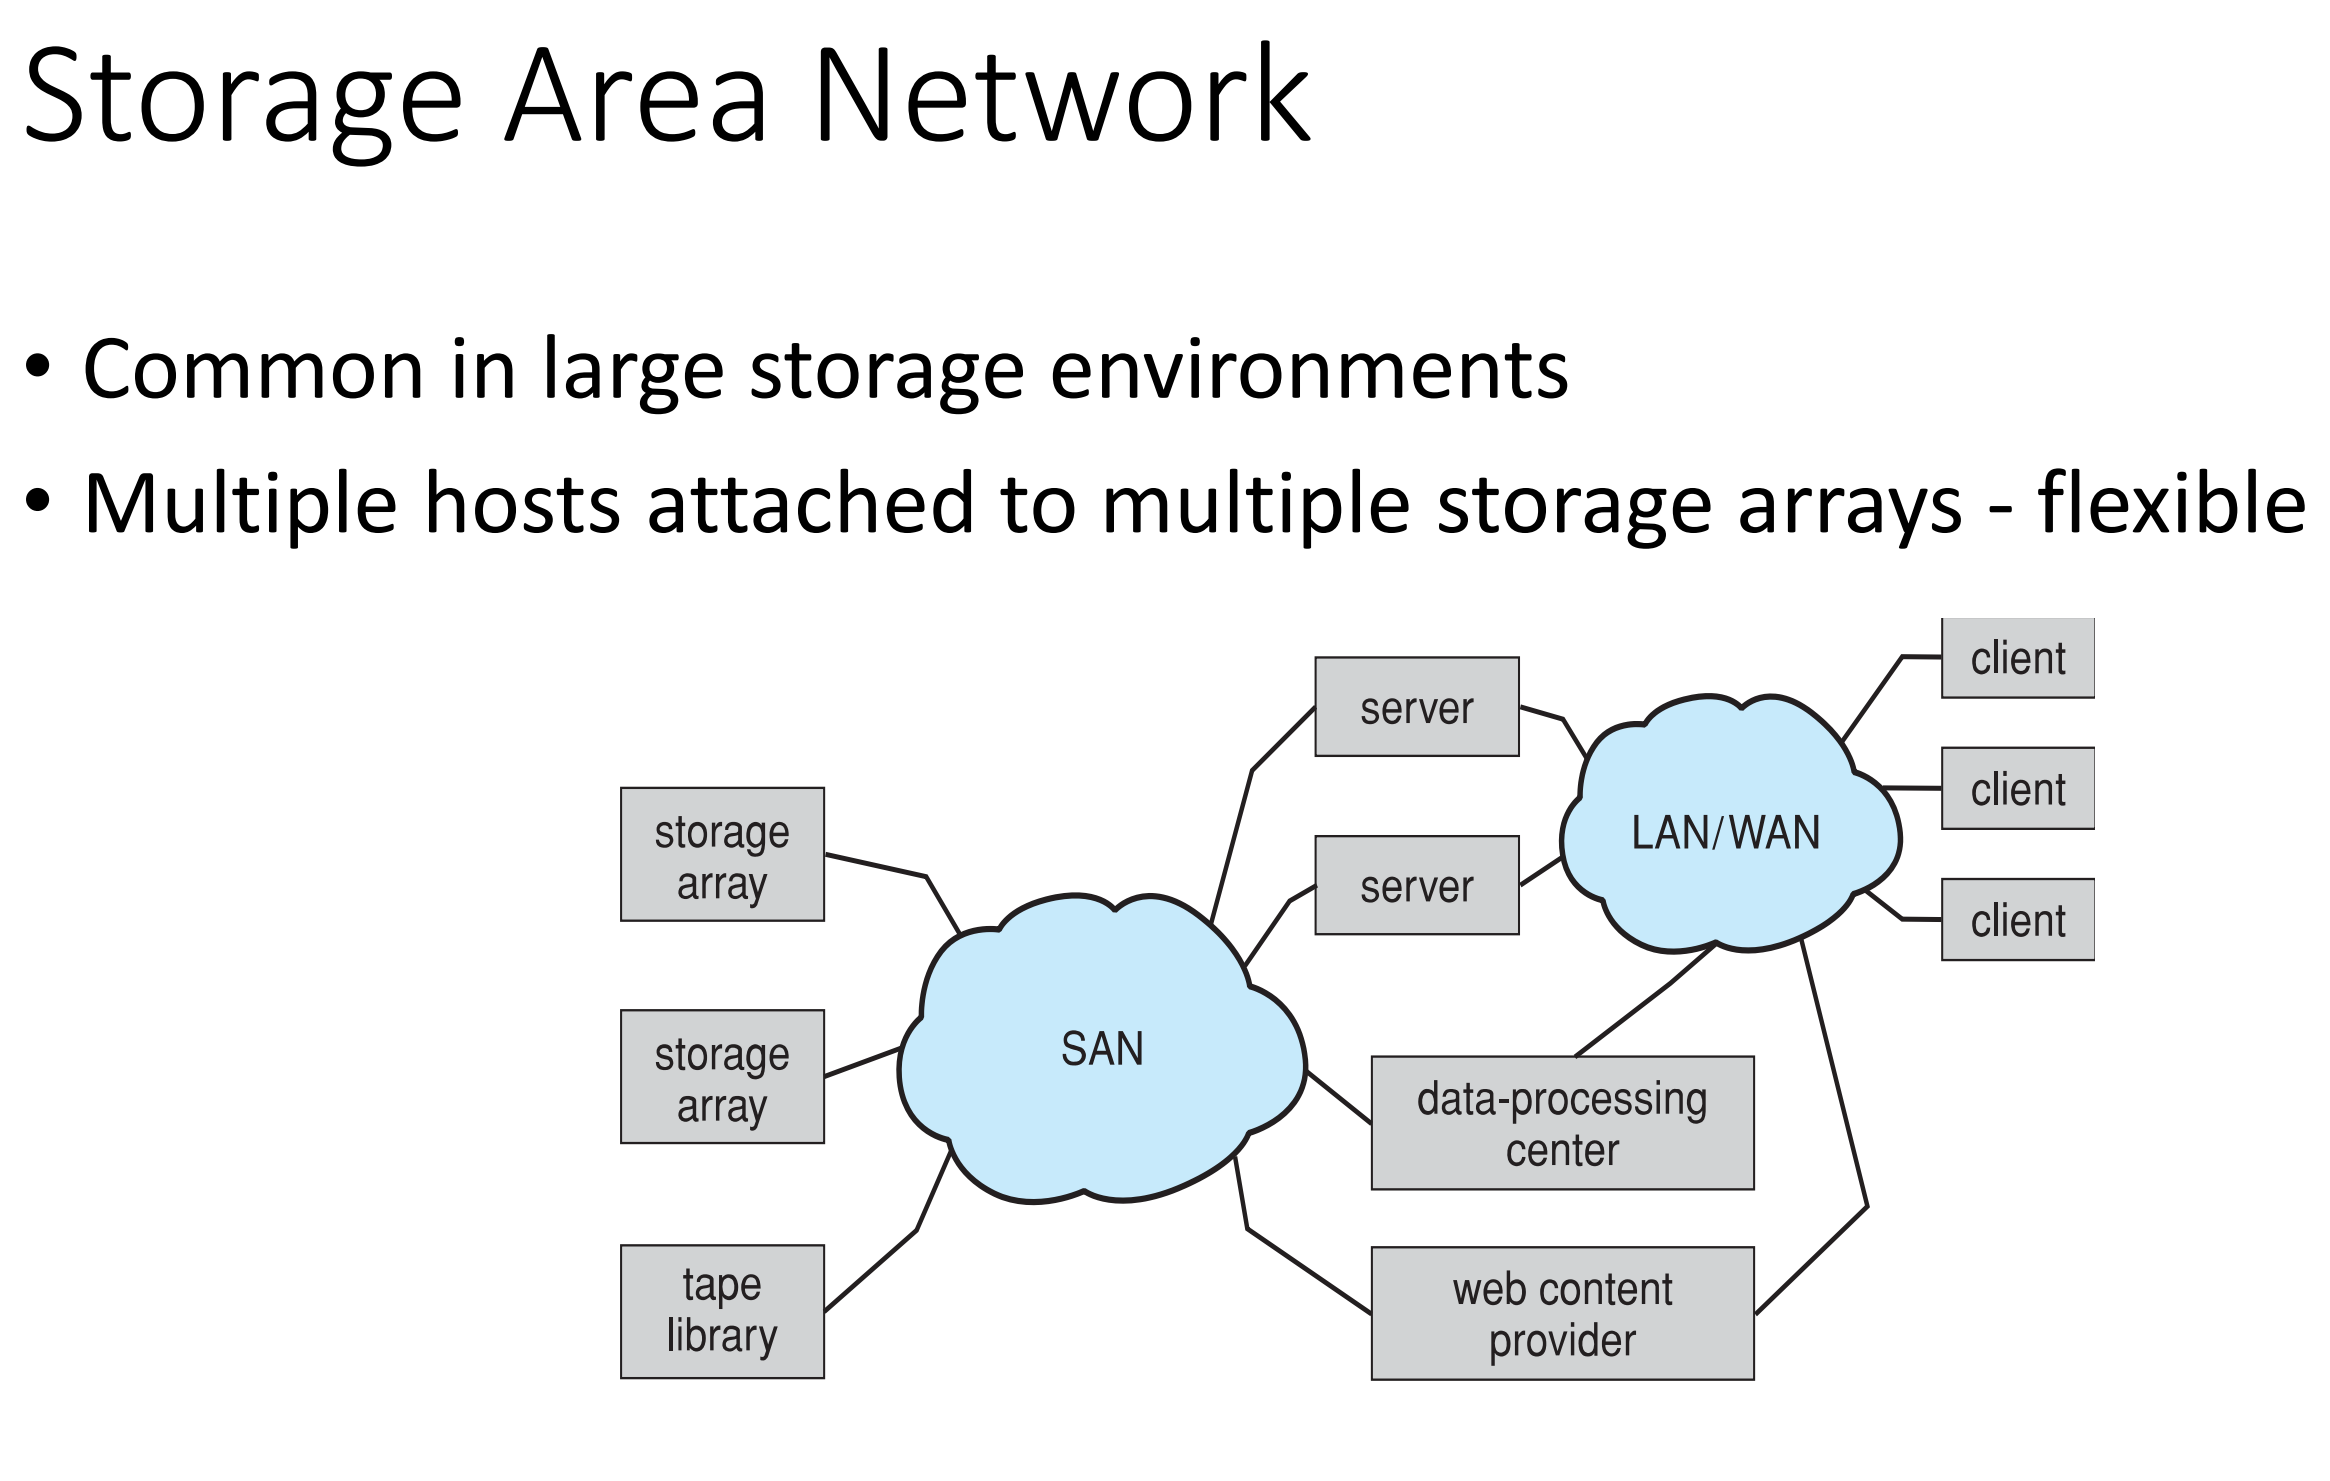 Storage Area Network
• Common in large storage environments
• Multiple hosts attached to multiple storage arrays - flexible
client
server
client
LAN/WAN
storage
array
server
client
SAN
storage
array
data-processing
center
tape
library
web content
provider